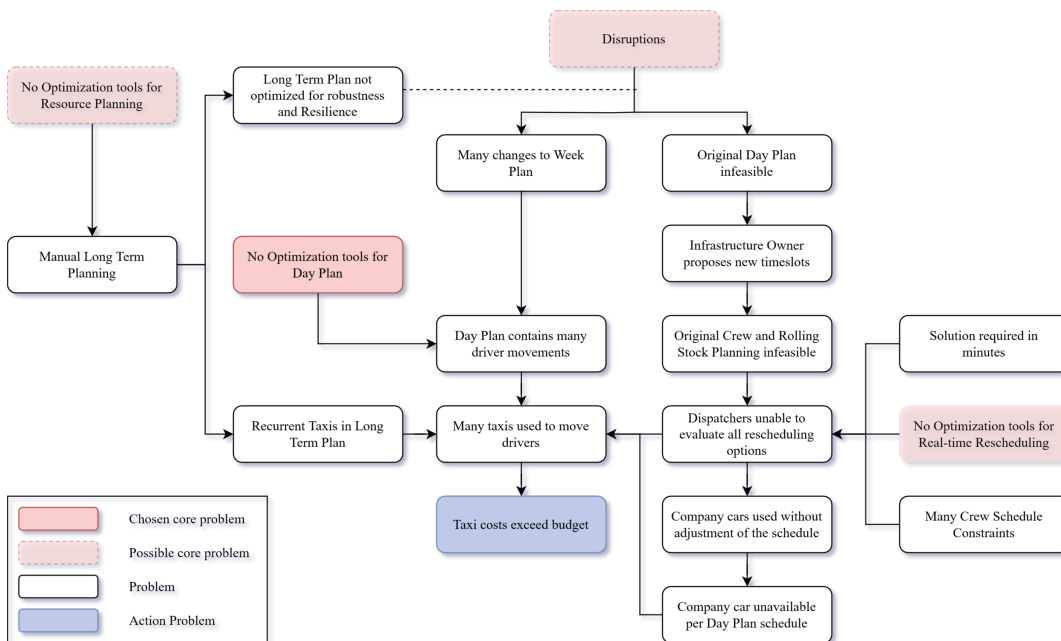 Disruptions
No Optimization tools for
Resource Planning
Long Term Plan not
optimized for robustness
and Resilience
Many changes to Week
Plan
Original Day Plan
infeasible
Manual Long Term
Planning
No Optimization tools for
Day Plan
Infrastructure Owner
proposes new timeslots
Day Plan contains many
driver movements
Original Crew and Rolling
Stock Planning infeasible
Solution required in
minutes
Recurrent Taxis in Long
Term Plan
Many taxis used to move
drivers
Dispatchers unable to
evaluate all rescheduling
options
No Optimization tools for
Real-time Rescheduling
Taxi costs exceed budget
Company cars used without
adjustment of the schedule
Many Crew Schedule
Constraints
Company car unavailable
per Day Plan schedule
Chosen core problem
Possible core problem
Problem
Action Problem